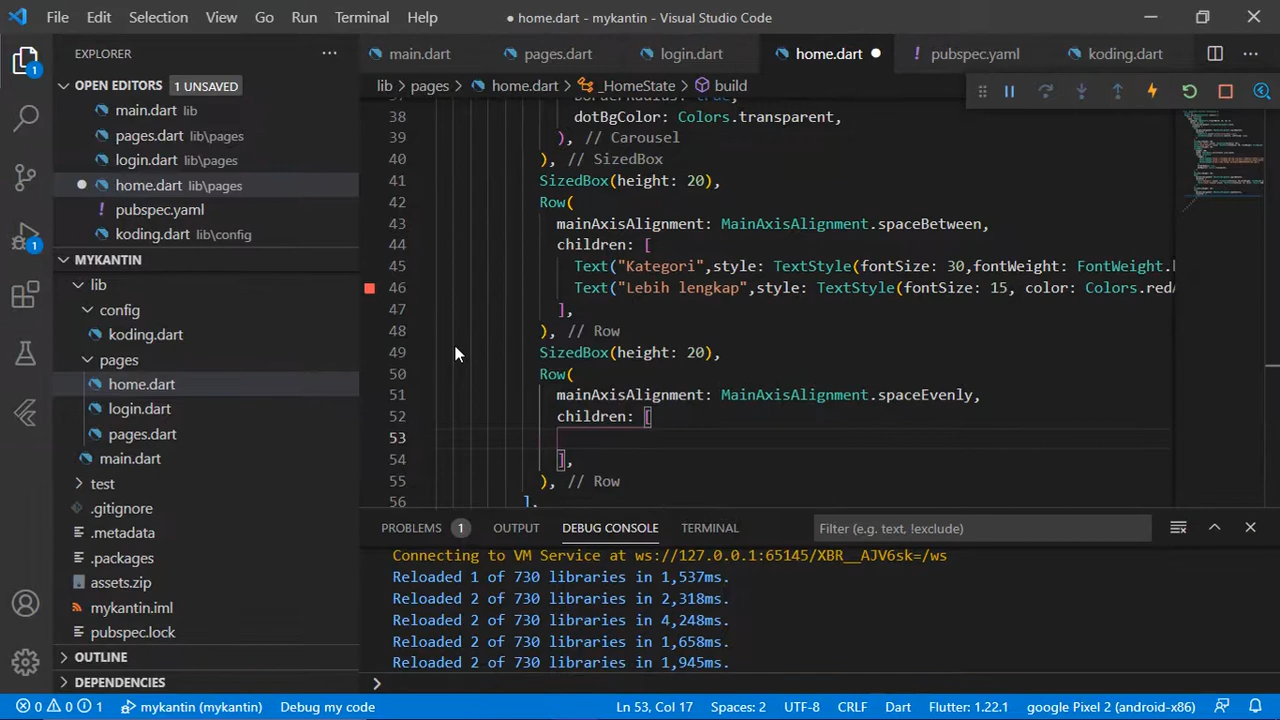 File Edit Selection View Go Run Terminal Help ● home.dart - mykantin - Visual Studio Code
EXPLORER ···
main.dart pages.dart login.dart home.dart ● ! pubspec.yaml koding.dart ···
lib > pages > home.dart > _HomeState > build
OPEN EDITORS 1 UNSAVED
main.dart lib
pages.dart lib\pages
login.dart lib\pages
● home.dart lib\pages
! pubspec.yaml
koding.dart lib\config
MYKANTIN
lib
config
koding.dart
pages
home.dart
login.dart
pages.dart
main.dart
test
.gitignore
.metadata
.packages
assets.zip
mykantin.iml
pubspec.lock
OUTLINE
DEPENDENCIES
1
1
37 borderRadius: true,
38 dotBgColor: Colors.transparent,
39 ), // Carousel
40 ), // SizedBox
41 SizedBox(height: 20),
42 Row(
43 mainAxisAlignment: MainAxisAlignment.spaceBetween,
44 children: [
45 Text("Kategori",style: TextStyle(fontSize: 30,fontWeight: FontWeight.
46 Text("Lebih lengkap",style: TextStyle(fontSize: 15, color: Colors.redA
47 ],
48 ), // Row
49 SizedBox(height: 20),
50 Row(
51 mainAxisAlignment: MainAxisAlignment.spaceEvenly,
52 children: [
53
54 ],
55 ), // Row
56 ],
PROBLEMS 1 OUTPUT DEBUG CONSOLE TERMINAL Filter (e.g. text, !exclude)
Connecting to VM Service at ws://127.0.0.1:65145/XBR__AJV6sk=/ws
Reloaded 1 of 730 libraries in 1,537ms.
Reloaded 2 of 730 libraries in 2,318ms.
Reloaded 2 of 730 libraries in 4,248ms.
Reloaded 2 of 730 libraries in 1,658ms.
Reloaded 2 of 730 libraries in 1,945ms.
>
0 0 1 mykantin (mykantin) Debug my code Ln 53, Col 17 Spaces: 2 UTF-8 CRLF Dart Flutter: 1.22.1 google Pixel 2 (android-x86)